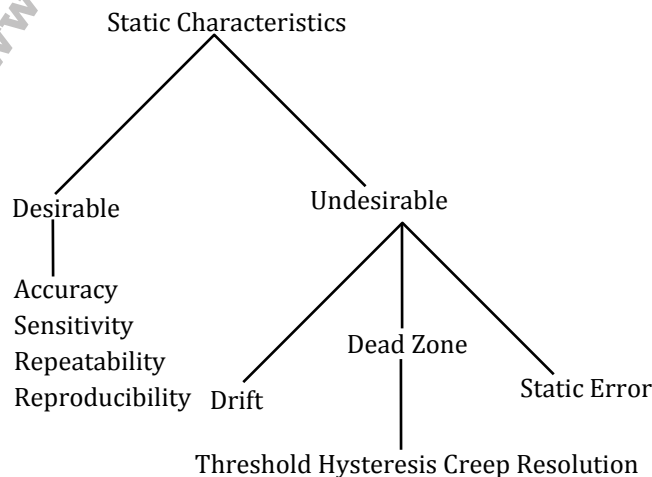 Static Characteristics
Desirable
Undesirable
Accuracy
Sensitivity
Repeatability
Reproducibility
Drift
Dead Zone
Static Error
Threshold Hysteresis Creep Resolution